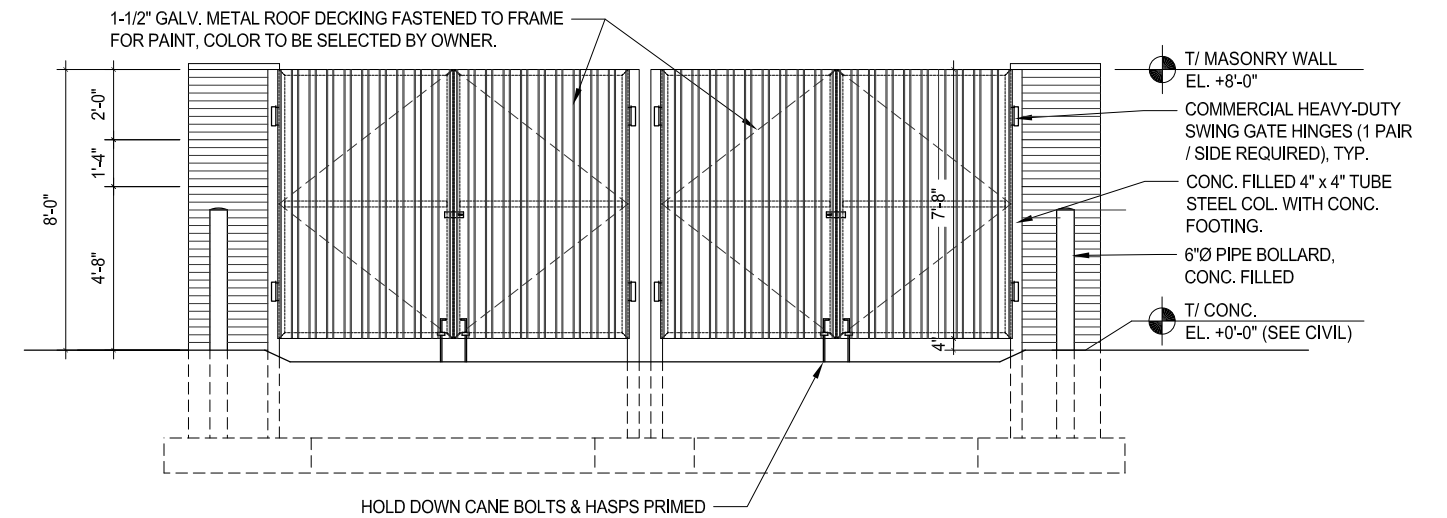 1-1/2" GALV. METAL ROOF DECKING FASTENED TO FRAME
FOR PAINT, COLOR TO BE SELECTED BY OWNER.
T/ MASONRY WALL
EL. +8'-0"
COMMERCIAL HEAVY-DUTY
SWING GATE HINGES (1 PAIR
/ SIDE REQUIRED), TYP.
CONC. FILLED 4" x 4" TUBE
STEEL COL. WITH CONC.
FOOTING.
6"Ø PIPE BOLLARD,
CONC. FILLED
T/ CONC.
EL. +0'-0" (SEE CIVIL)
8'-0"
2'-0"
1'-4"
4'-8"
7'-8"
4"
HOLD DOWN CANE BOLTS & HASPS PRIMED